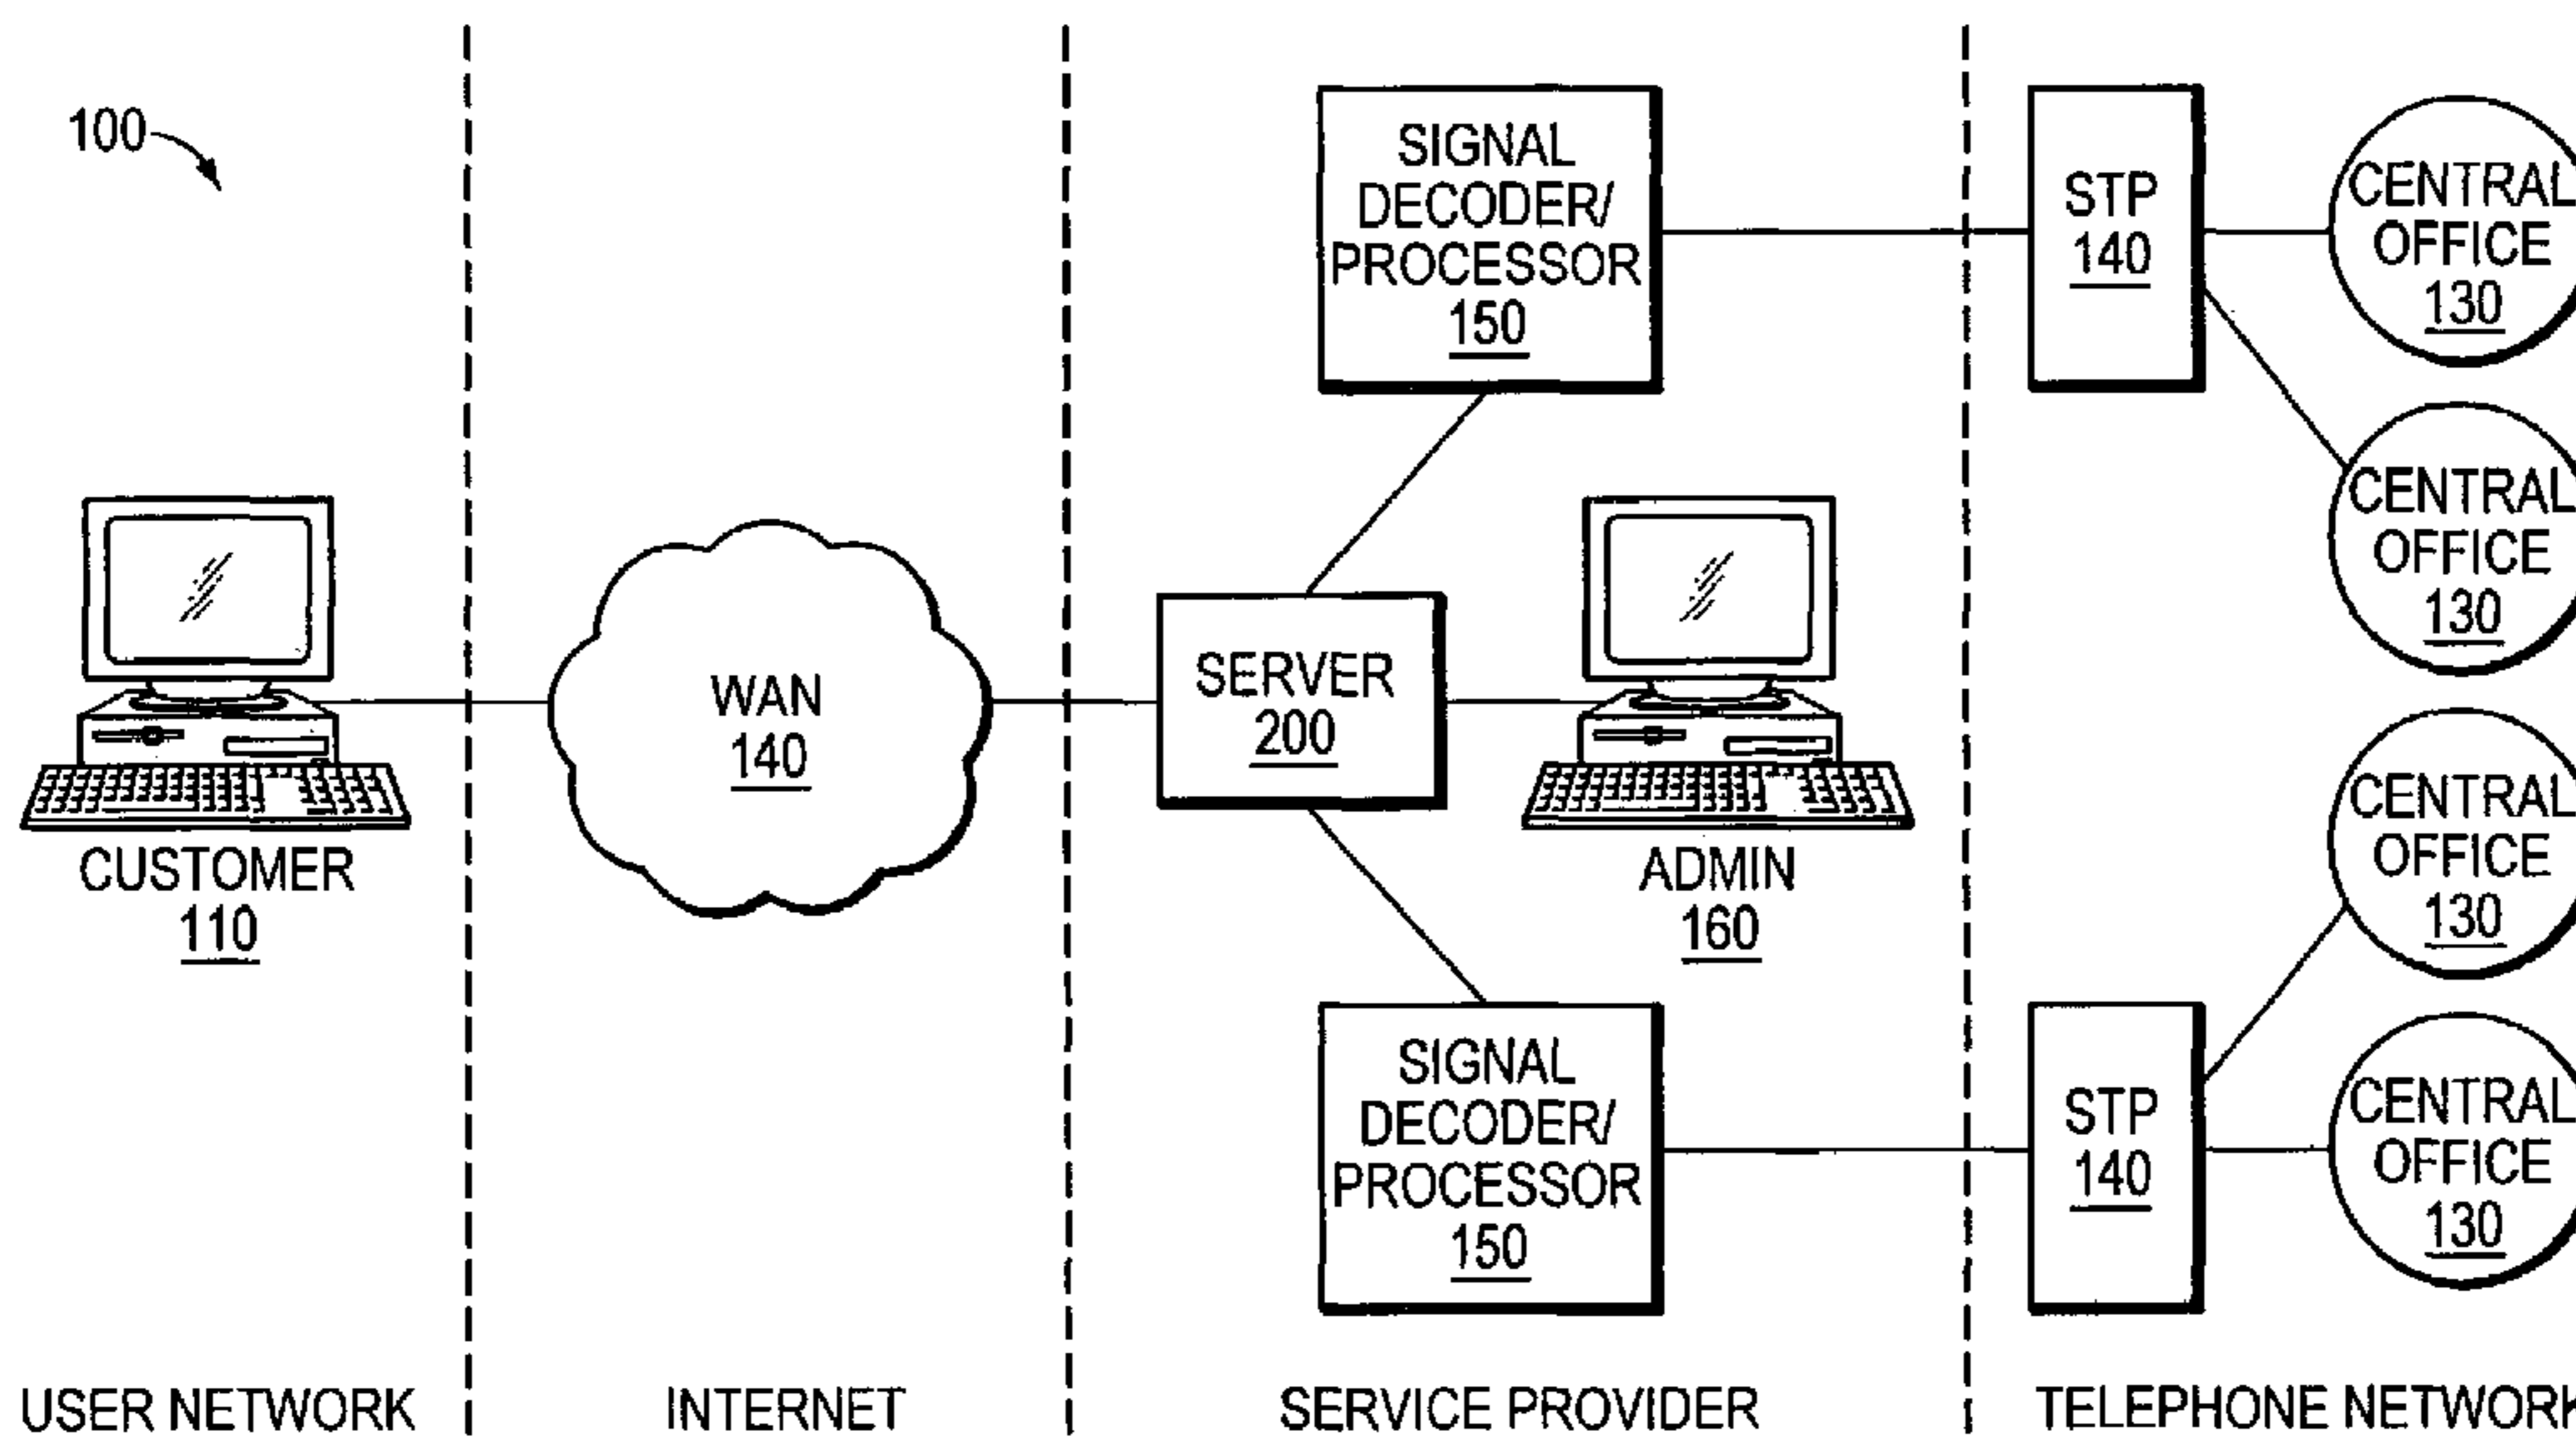 100
SIGNAL
DECODER/
PROCESSOR
150
STP
140
CENTRAL
OFFICE
130
CENTRAL
OFFICE
130
CUSTOMER
110
WAN
140
SERVER
200
ADMIN
160
CENTRAL
OFFICE
130
SIGNAL
DECODER/
PROCESSOR
150
STP
140
CENTRAL
OFFICE
130
USER NETWORK
INTERNET
SERVICE PROVIDER
TELEPHONE NETWORK